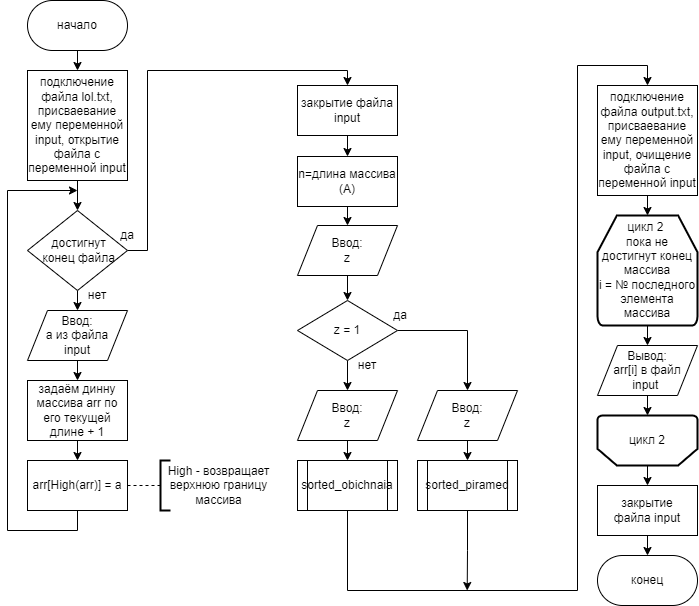 начало
подключение
файла lol.txt,
присваевание
ему переменной
input, открытие
файла с
переменной input
достигнут
конец файла
да
нет
Ввод:
a из файла
input
задаём динну
массива arr по
его текущей
длине + 1
arr[High(arr)] = a
High - возвращает
верхнюю границу
массива
закрытие файла
input
n=длина массива
(A)
Ввод:
z
z = 1
да
нет
Ввод:
z
Ввод:
z
sorted_obichnaia
sorted_piramed
подключение
файла output.txt,
присваевание
ему переменной
input, очищение
файла с
переменной input
цикл 2
пока не
достигнут конец
массива
i = № последного
элемента
массива
Вывод:
arr[i] в файл
input
цикл 2
закрытие
файла input
конец